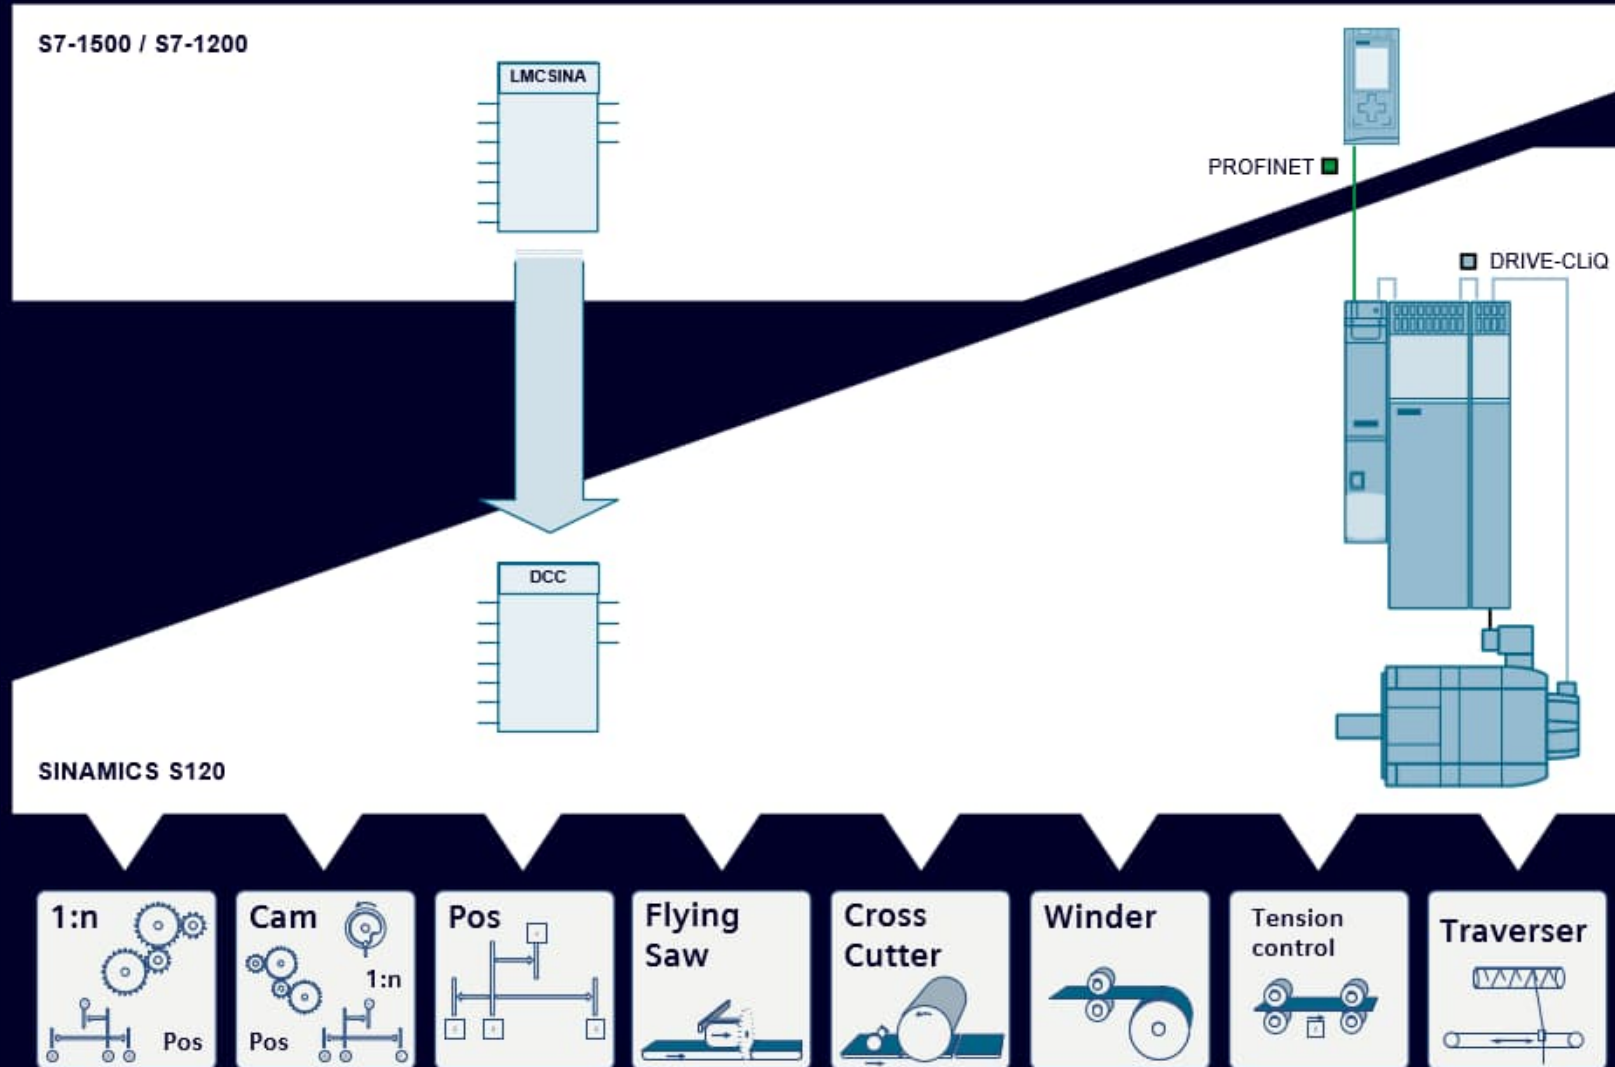 S7-1500 / S7-1200
LMCSINA
PROFINET
DRIVE-CLiQ
DCC
SINAMICS S120
1:n
Pos
Cam
1:n
Pos
Pos
Flying
Saw
Cross
Cutter
Winder
Tension
control
Traverser